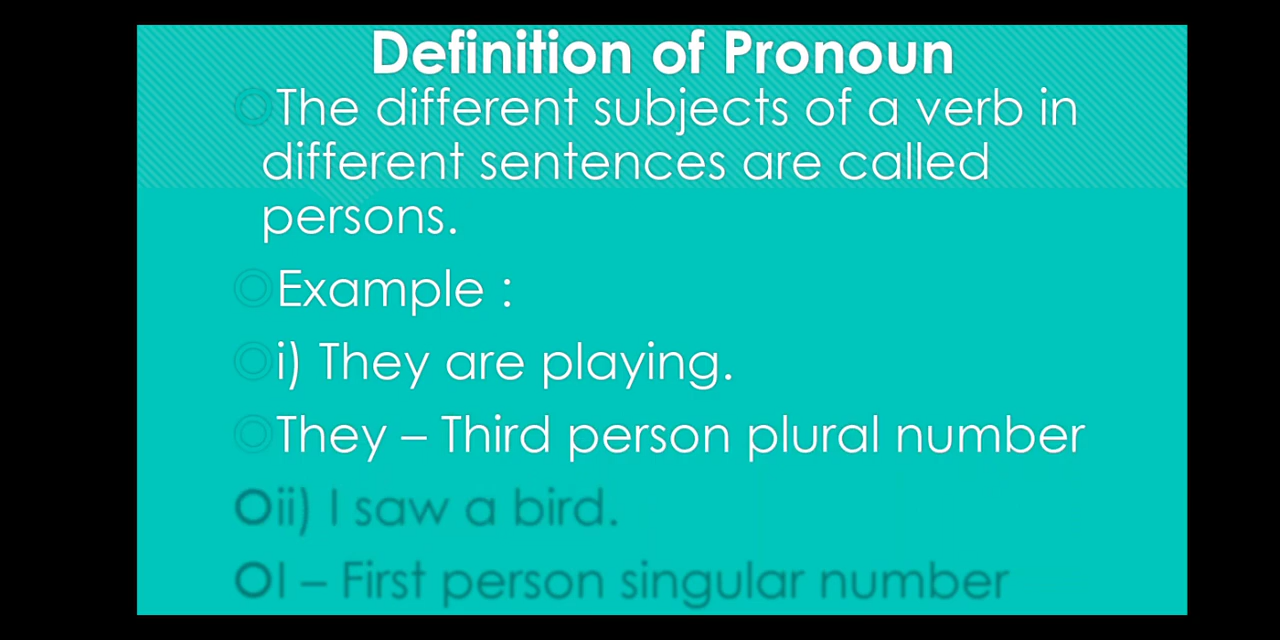 Definition of Pronoun
The different subjects of a verb in
different sentences are called
persons.
Example :
i) They are playing.
They – Third person plural number
ii) I saw a bird.
I – First person singular number